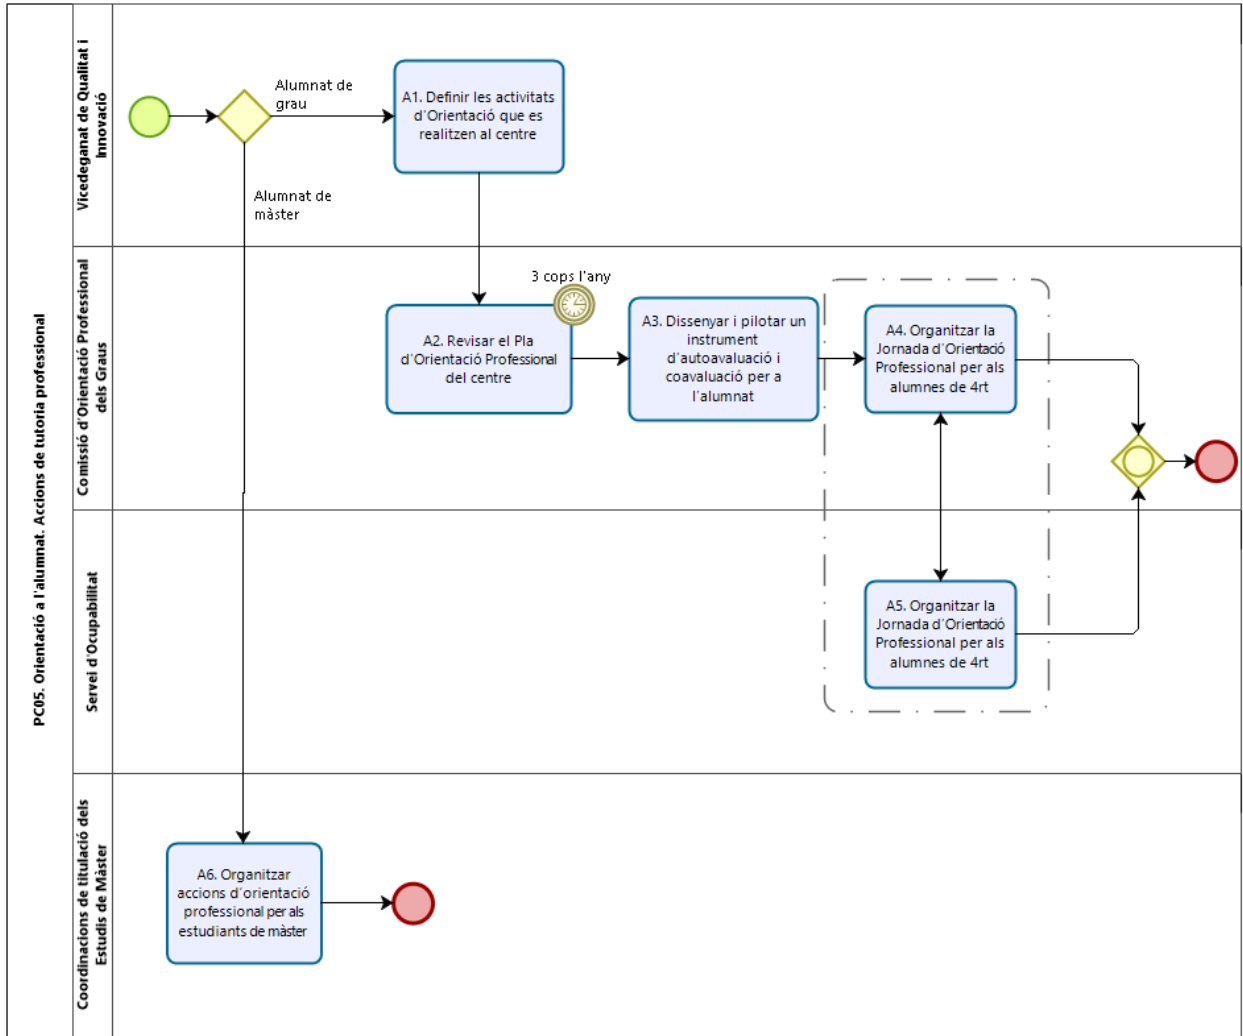 PC05. Orientació a l'alumnat. Accions de tutoria professional
Vicedeganat de Qualitat i
Innovació
Alumnat de
grau
A1. Definir les activitats
d'Orientació que es
realitzen al centre
Alumnat de
màster
Comissió d'Orientació Professional
dels Graus
3 cops l'any
A2. Revisar el Pla
d'Orientació Professional
del centre
A3. Dissenyar i pilotar un
instrument
d'autoavaluació i
coavaluació per a
l'alumnat
A4. Organitzar la
Jornada d'Orientació
Professional per als
alumnes de 4rt
Servei d'Ocupabilitat
A5. Organitzar la
Jornada d'Orientació
Professional per als
alumnes de 4rt
Coordinacions de titulació dels
Estudis de Màster
A6. Organitzar
accions d'orientació
professional per als
estudiants de màster